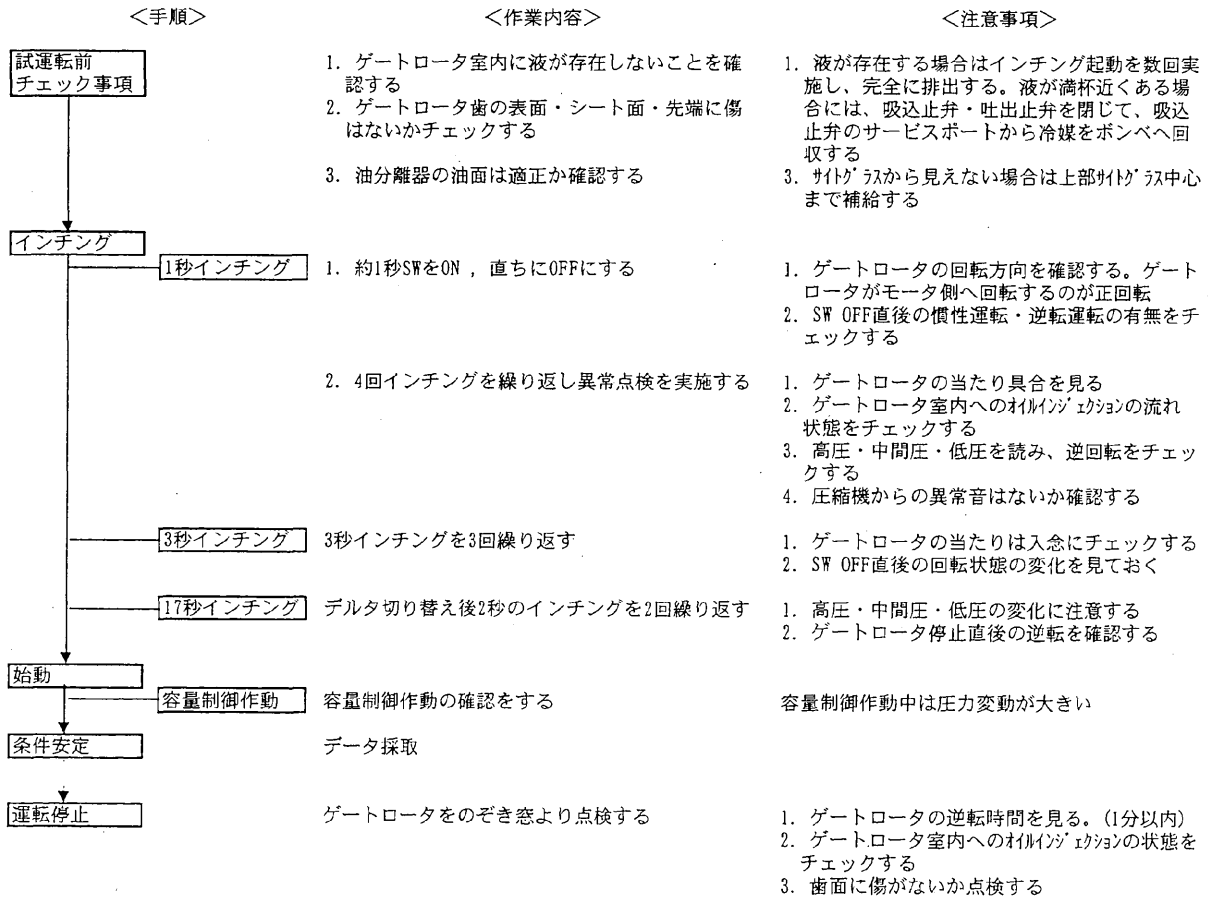 <手順> <作業内容> <注意事項>
試運転前
チェック事項
1. ゲートロータ室内に液が存在しないことを確
認する
2. ゲートロータ歯の表面・シート面・先端に傷
はないかチェックする
3. 油分離器の油面は適正か確認する
1. 液が存在する場合はインチング起動を数回実
施し、完全に排出する。液が満杯近くある場
合には、吸込止弁・吐出止弁を閉じて、吸込
止弁のサービスポートから冷媒をボンベへ回
収する
3. サイトグラスから見えない場合は上部サイトグラス中心
まで補給する
インチング
1秒インチング
1. 約1秒SWをON , 直ちにOFFにする
1. ゲートロータの回転方向を確認する。ゲート
ロータがモータ側へ回転するのが正回転
2. SW OFF直後の慣性運転・逆転運転の有無をチ
ェックする
2. 4回インチングを繰り返し異常点検を実施する
1. ゲートロータの当たり具合を見る
2. ゲートロータ室内へのオイルインジェクションの流れ
状態をチェックする
3. 高圧・中間圧・低圧を読み、逆回転をチェッ
クする
4. 圧縮機からの異常音はないか確認する
3秒インチング
3秒インチングを3回繰り返す
1. ゲートロータの当たりは入念にチェックする
2. SW OFF直後の回転状態の変化を見ておく
17秒インチング
デルタ切り替え後2秒のインチングを2回繰り返す
1. 高圧・中間圧・低圧の変化に注意する
2. ゲートロータ停止直後の逆転を確認する
始動
容量制御作動
容量制御作動の確認をする
容量制御作動中は圧力変動が大きい
条件安定
データ採取
運転停止
ゲートロータをのぞき窓より点検する
1. ゲートロータの逆転時間を見る。(1分以内)
2. ゲートロータ室内へのオイルインジェクションの状態を
チェックする
3. 歯面に傷がないか点検する